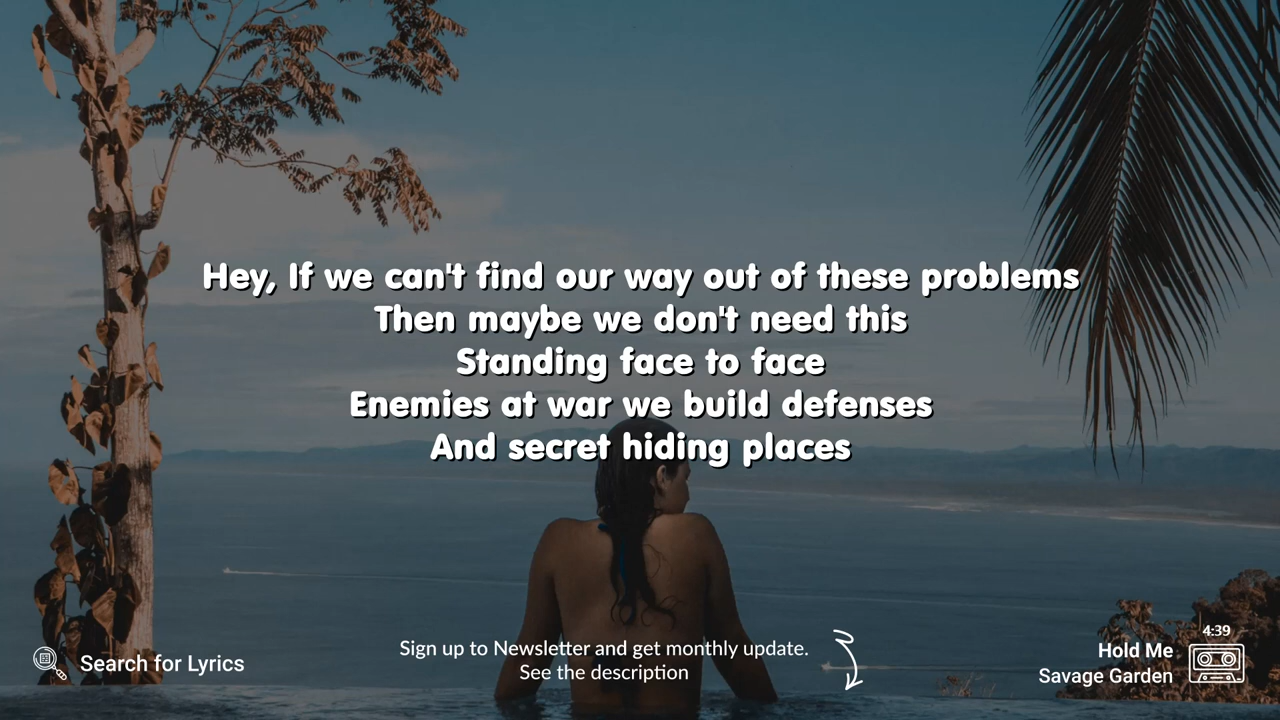 Hey, If we can't find our way out of these problems
Then maybe we don't need this
Standing face to face
Enemies at war we build defenses
And secret hiding places
Search for Lyrics
Sign up to Newsletter and get monthly update.
See the description
4:39
Hold Me
Savage Garden